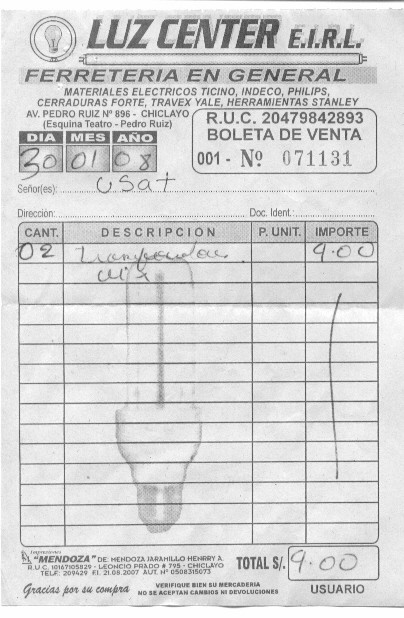 LUZ CENTER E.I.R.L.
FERRETERIA EN GENERAL
MATERIALES ELECTRICOS TICINO, INDECO, PHILIPS,
CERRADURAS FORTE, TRAVEX YALE, HERRAMIENTAS STANLEY
AV. PEDRO RUIZ Nº 896 - CHICLAYO
(Esquina Teatro - Pedro Ruiz)
R.U.C. 20479842893
BOLETA DE VENTA
001 - Nº 071131
DIA MES AÑO
30 01 08
Señor(es): Usat
Dirección: Doc. Ident.:
CANT. DESCRIPCION P. UNIT. IMPORTE
02 9.00
"MENDOZA" DE: MENDOZA JARAMILLO HENRRY A.
R.U.C. 10167105829 - LEONCIO PRADO # 795 - CHICLAYO
TELF: 209429 F.I. 21.08.2007 AUT. Nº 0508315073
TOTAL S/. 9.00
Gracias por su compra
VERIFIQUE BIEN SU MERCADERIA
NO SE ACEPTAN CAMBIOS NI DEVOLUCIONES
USUARIO